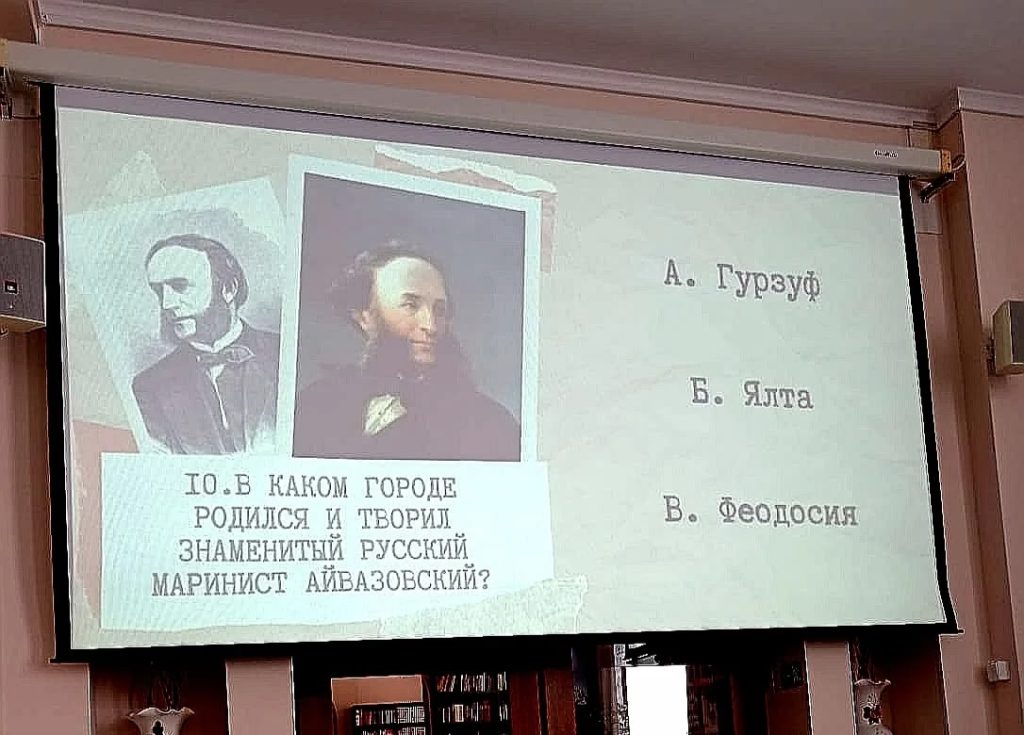 10.В КАКОМ ГОРОДЕ
РОДИЛСЯ И ТВОРИЛ
ЗНАМЕНИТЫЙ РУССКИЙ
МАРИНИСТ АЙВАЗОВСКИЙ?
А. Гурзуф
Б. Ялта
В. Феодосия